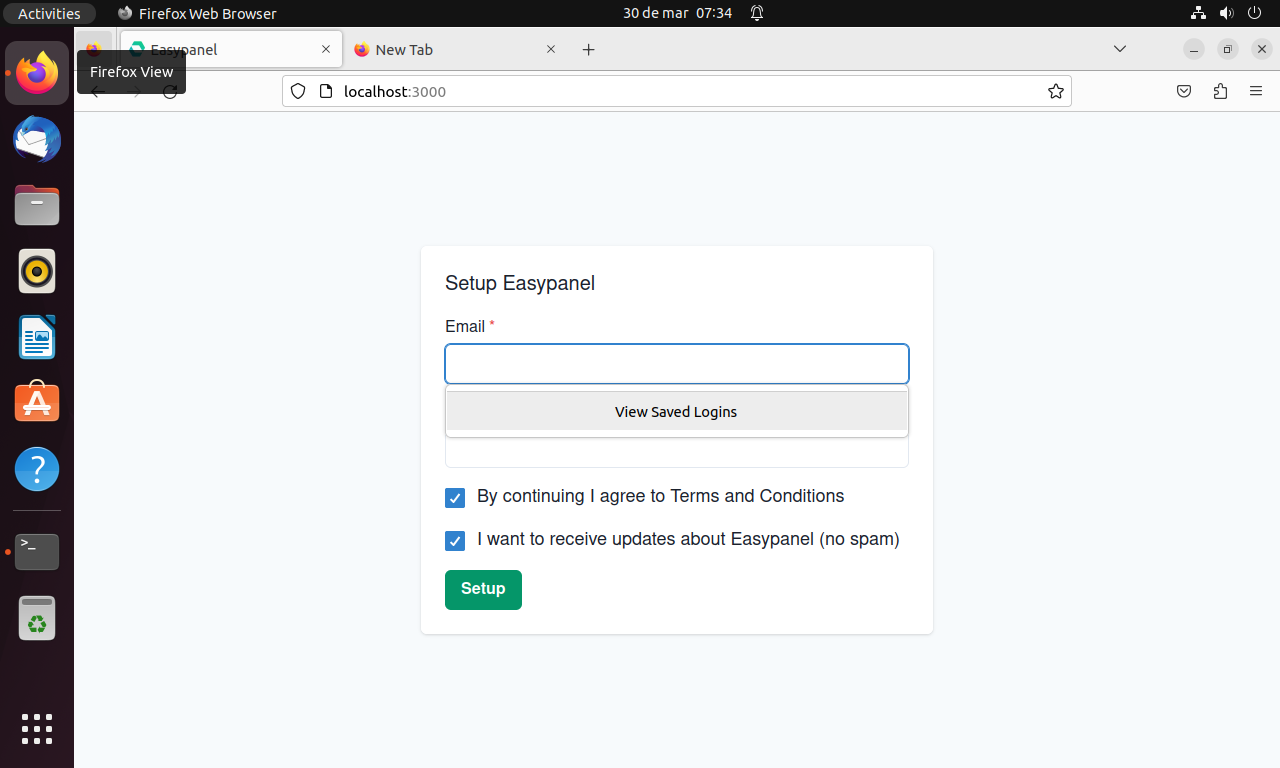 Activities
Firefox Web Browser
30 de mar 07:34
Easypanel
New Tab
Firefox View
localhost:3000
Setup Easypanel
Email *
View Saved Logins
By continuing I agree to Terms and Conditions
I want to receive updates about Easypanel (no spam)
Setup